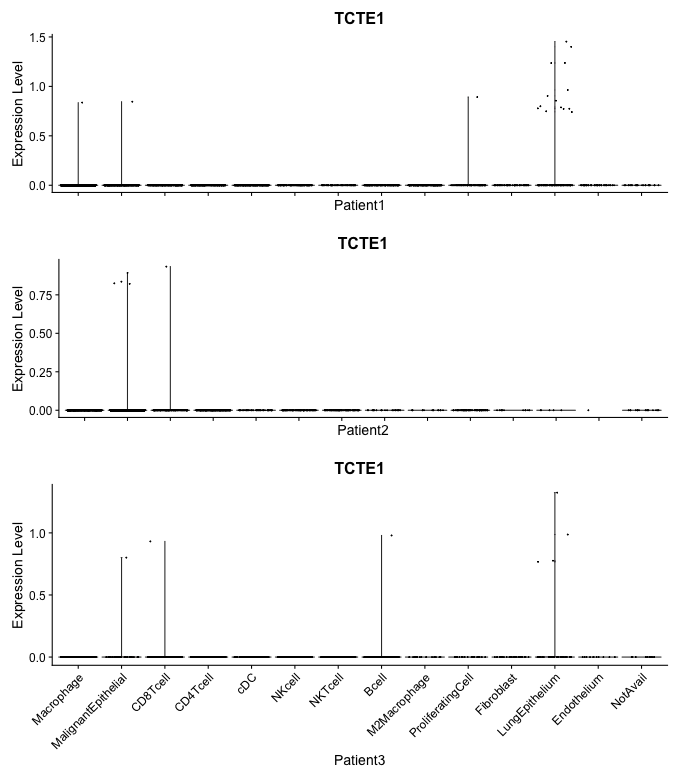 TCTE1
Expression Level
1.5
1.0
0.5
0.0
Patient1
TCTE1
Expression Level
0.75
0.50
0.25
0.00
Patient2
TCTE1
Expression Level
1.0
0.5
0.0
Macrophage
MalignantEpithelial
CD8Tcell
CD4Tcell
cDC
NKcell
NKTcell
Bcell
M2Macrophage
ProliferatingCell
Fibroblast
LungEpithelium
Endothelium
NotAvail
Patient3